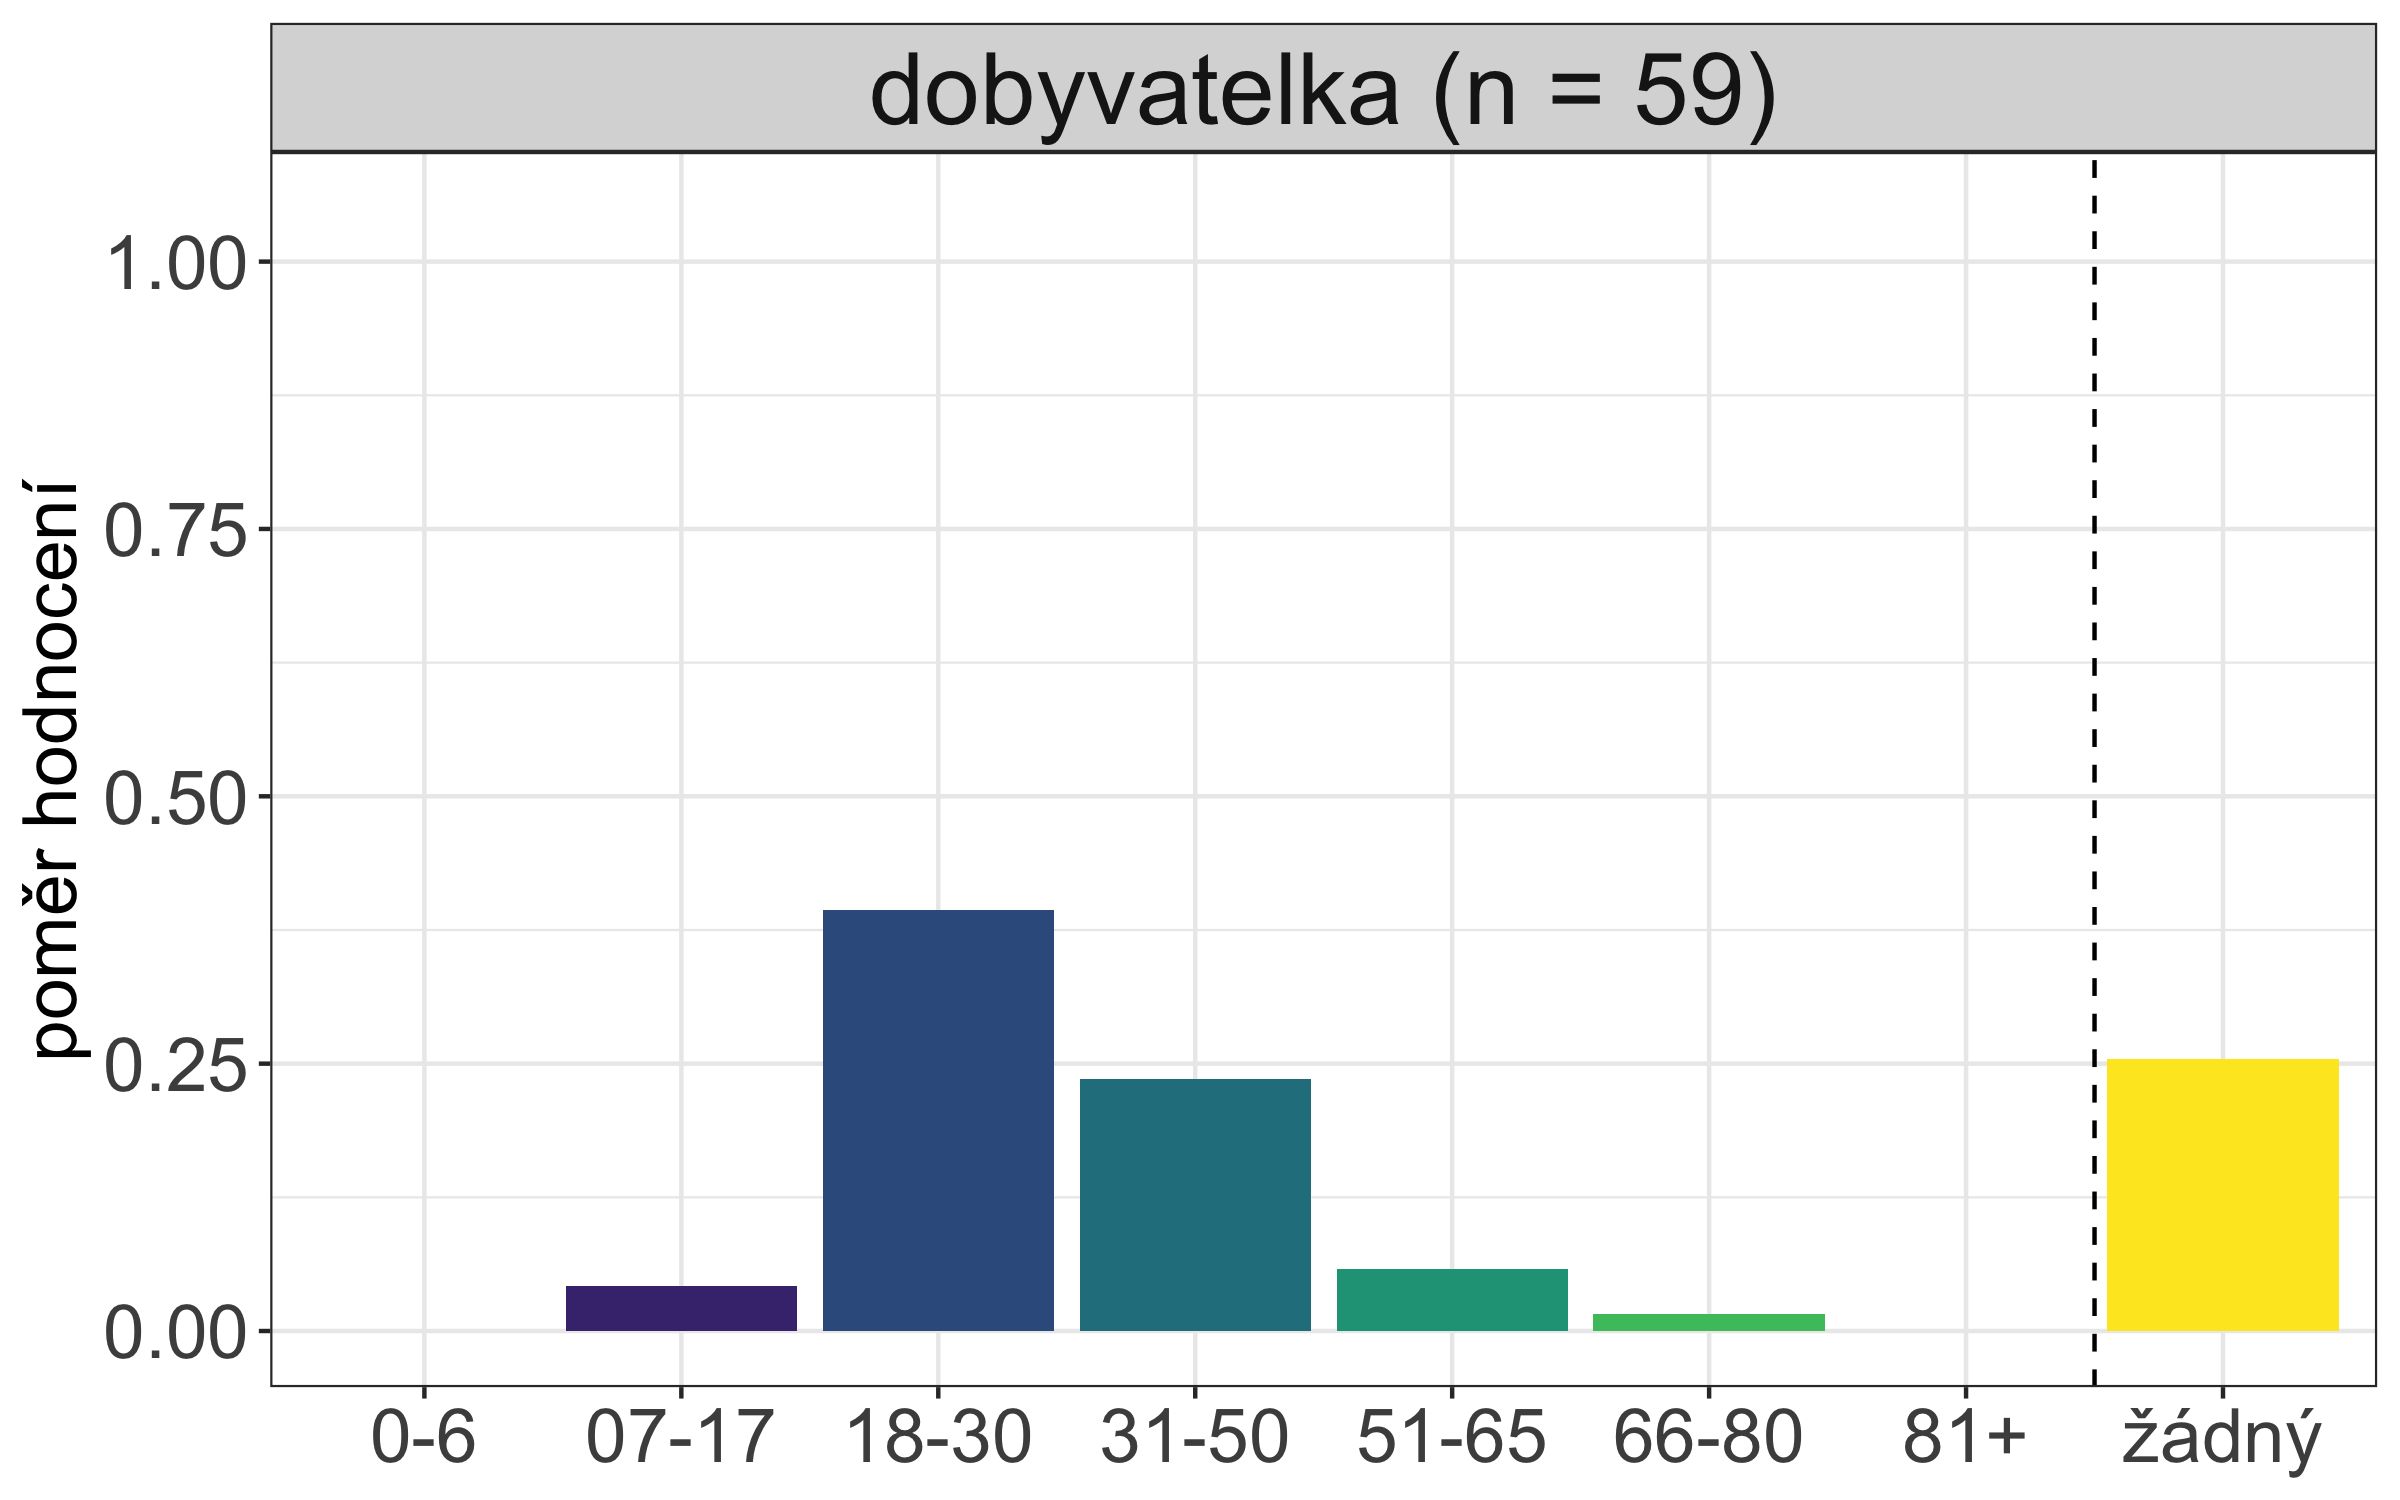 dobyvatelka (n = 59)
poměr hodnocení
1.00
0.75
0.50
0.25
0.00
0-6 07-17 18-30 31-50 51-65 66-80 81+ žádný